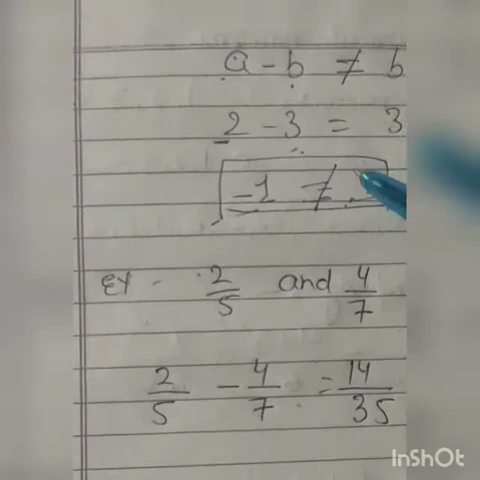 a - b ≠ b
2 - 3 = 3
-1 ≠
Ex - 2/5 and 4/7
2/5 - 4/7 = 14/35
InShOt